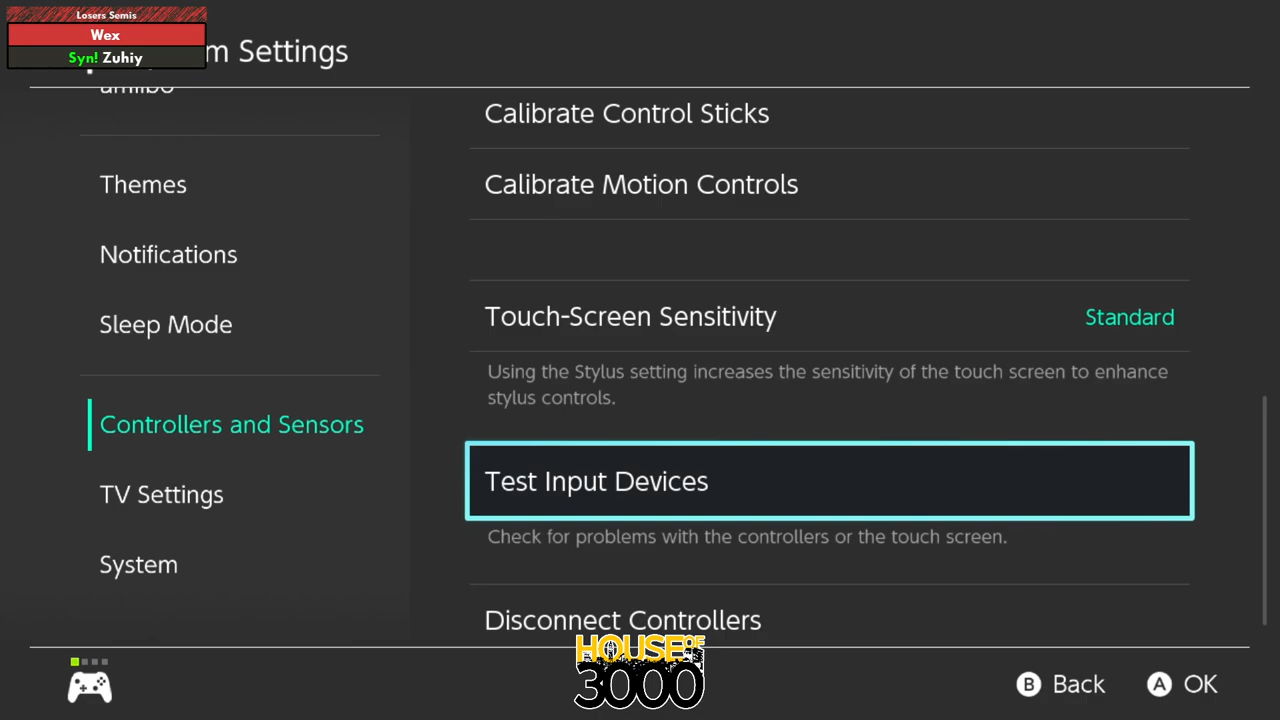 Losers Semis
Wex
Syn! Zuhiy
m Settings
amiibo
Themes
Notifications
Sleep Mode
Controllers and Sensors
TV Settings
System
Calibrate Control Sticks
Calibrate Motion Controls
Touch-Screen Sensitivity Standard
Using the Stylus setting increases the sensitivity of the touch screen to enhance
stylus controls.
Test Input Devices
Check for problems with the controllers or the touch screen.
Disconnect Controllers
HOUSE OF
3000
B Back A OK